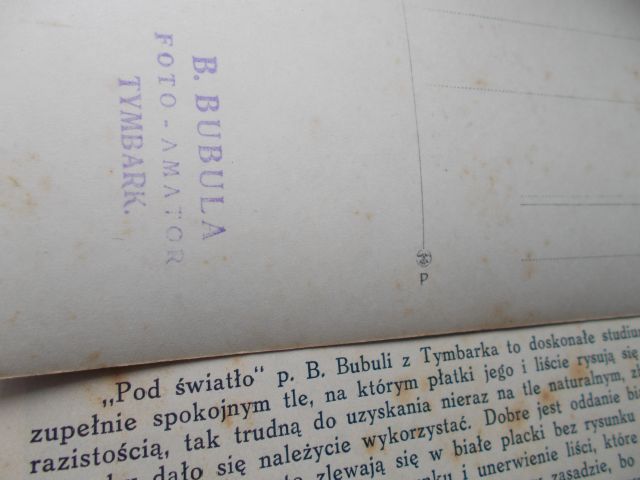 B. BUBULA
FOTO-AMATOR
TYMBARK.
P
„Pod światło" p. B. Bubuli z Tymbarka to doskonałe studium
zupełnie spokojnym tle, na którym płatki jego i liście rysują się
razistością, tak trudną do uzyskania nieraz na tle naturalnym,
dało się należycie wykorzystać. Dobre jest oddanie
zlewają się w białe placki bez rysunku
i unerwienie liści, które
zasadzie, bo